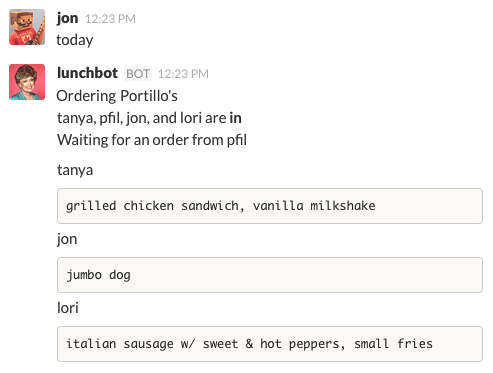 jon 12:23 PM
today
lunchbot BOT 12:23 PM
Ordering Portillo's
tanya, pfil, jon, and lori are in
Waiting for an order from pfil
tanya
grilled chicken sandwich, vanilla milkshake
jon
jumbo dog
lori
italian sausage w/ sweet & hot peppers, small fries